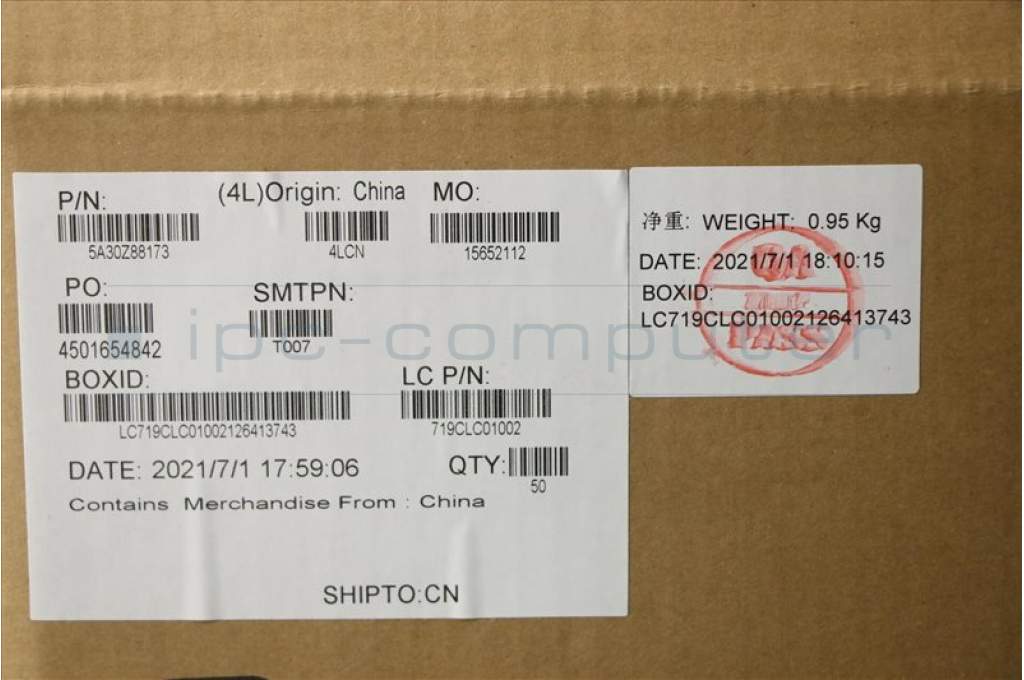 P/N: (4L)Origin: China MO:
5A30Z88173 4LCN 15652112
PO: SMTPN:
4501654842 T007
BOXID: LC P/N:
LC719CLC01002126413743 719CLC01002
DATE: 2021/7/1 17:59:06 QTY:
50
Contains Merchandise From : China
SHIPTO:CN
净重: WEIGHT: 0.95 Kg
DATE: 2021/7/1 18:10:15
BOXID:
LC719CLC01002126413743
QA
PASS
ipc-computer